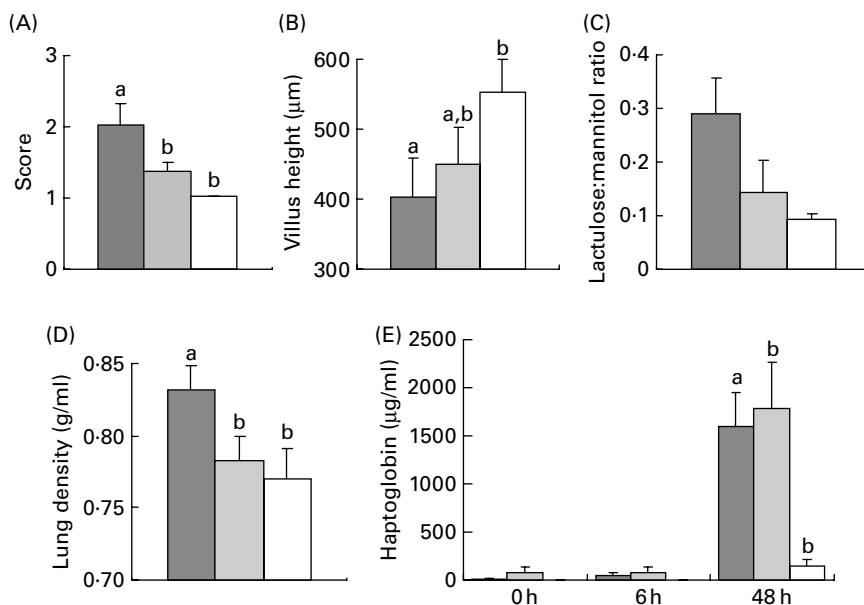 (A)
Score
3
2
1
0
a
b
b
(B)
Villus height (μm)
600
500
400
300
a
a,b
b
(C)
Lactulose:mannitol ratio
0·4
0·3
0.2
0.1
0
(D)
Lung density (g/ml)
0·85
0·80
0·75
0·70
a
b
b
(E)
Haptoglobin (μg/ml)
2500
2000
1500
1000
500
0
a
b
b
0 h
6 h
48 h